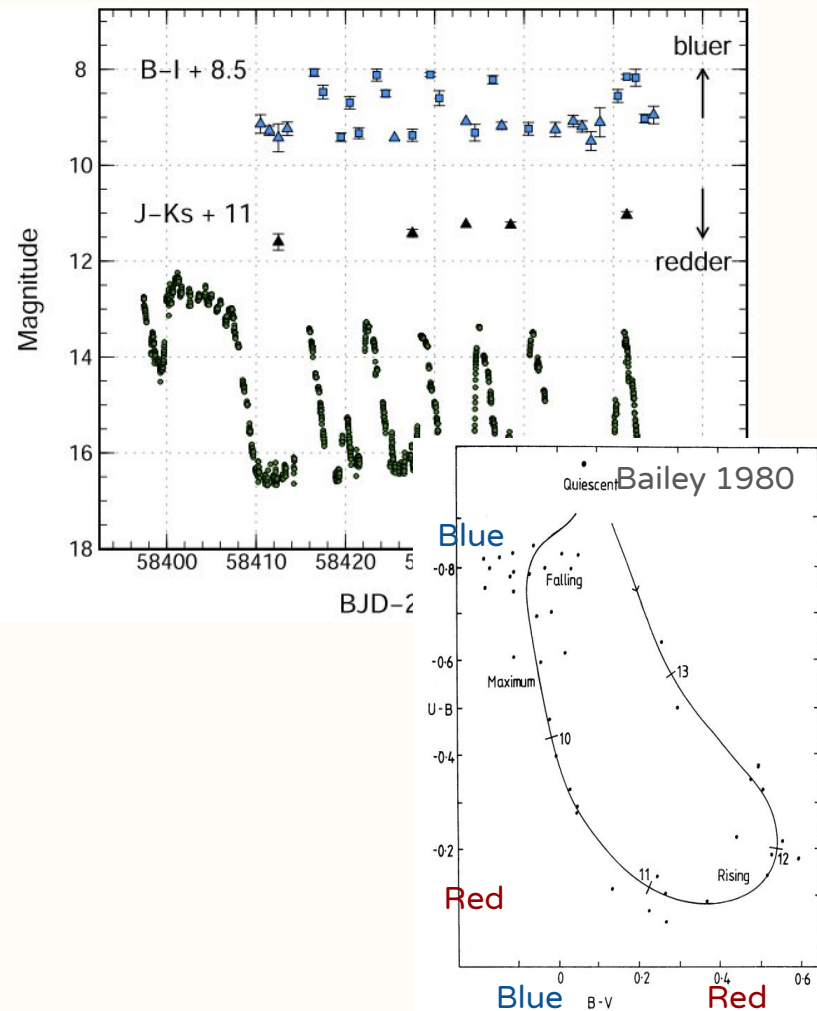 B−I + 8.5
bluer
J−Ks + 11
redder
Magnitude
8
10
12
14
16
18
58400
58410
58420
5
BJD−2
Bailey 1980
Quiescent
Blue
-0·8
Falling
-0·6
13
Maximum
U-B
10
-0·4
-0·2
12
11
Rising
Red
0
0·2
0·4
0·6
Blue
B-V
Red